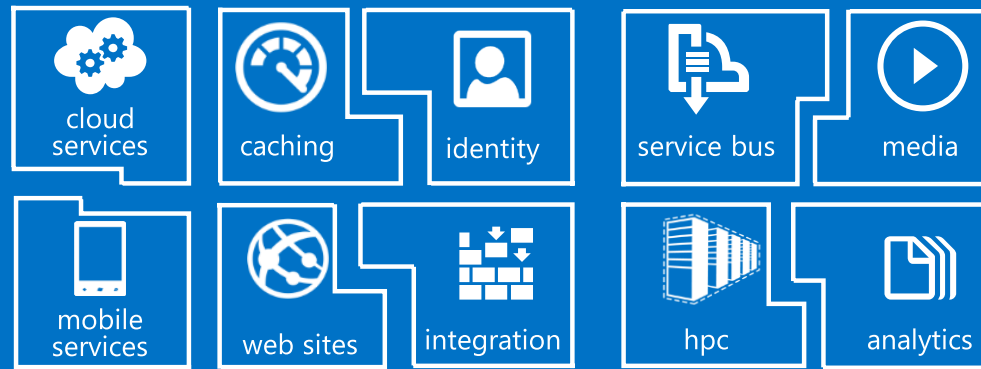 cloud
services
caching
identity
service bus
media
mobile
services
web sites
integration
hpc
analytics